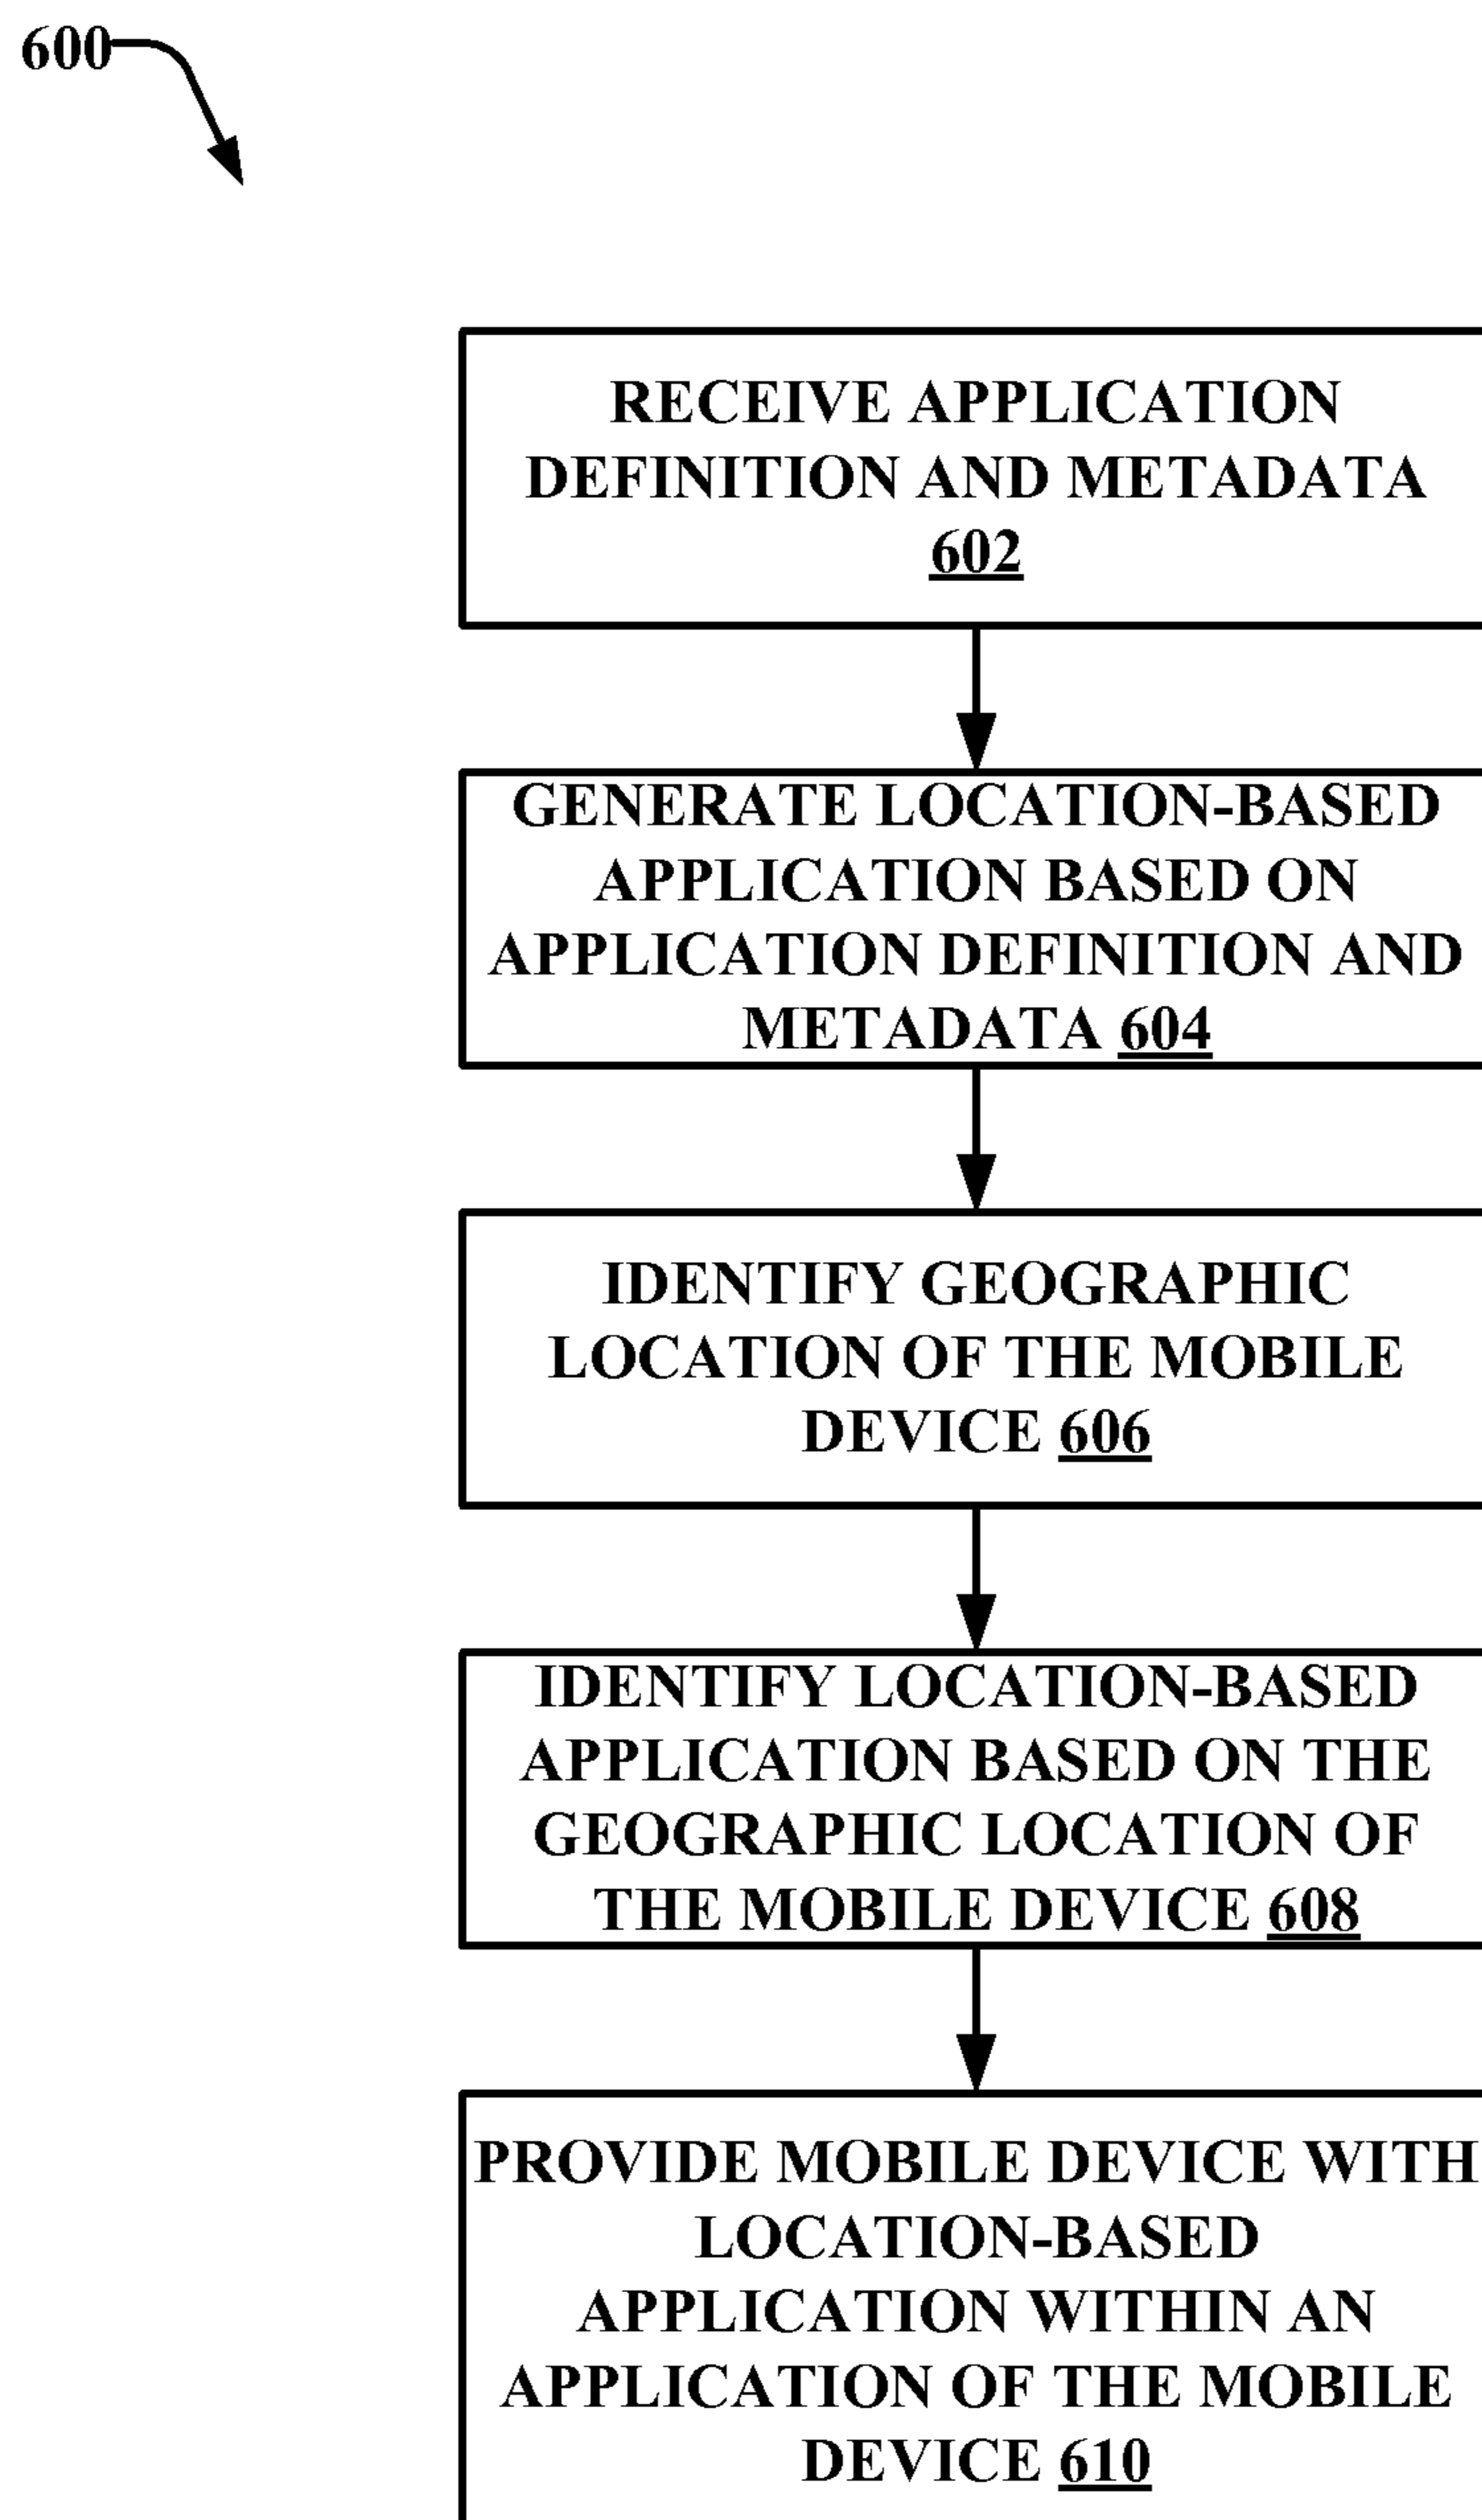 600
RECEIVE APPLICATION
DEFINITION AND METADATA
602
GENERATE LOCATION-BASED
APPLICATION BASED ON
APPLICATION DEFINITION AND
METADATA 604
IDENTIFY GEOGRAPHIC
LOCATION OF THE MOBILE
DEVICE 606
IDENTIFY LOCATION-BASED
APPLICATION BASED ON THE
GEOGRAPHIC LOCATION OF
THE MOBILE DEVICE 608
PROVIDE MOBILE DEVICE WITH
LOCATION-BASED
APPLICATION WITHIN AN
APPLICATION OF THE MOBILE
DEVICE 610